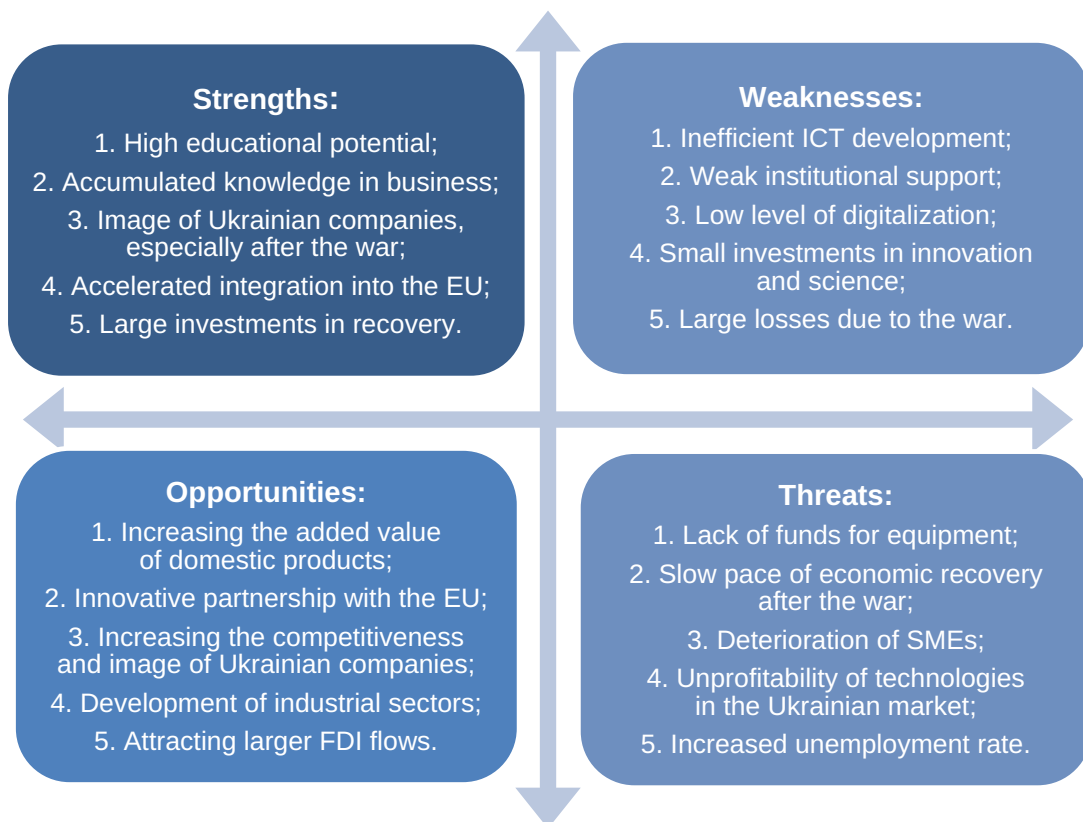 Strengths:
1. High educational potential;
2. Accumulated knowledge in business;
3. Image of Ukrainian companies,
especially after the war;
4. Accelerated integration into the EU;
5. Large investments in recovery.
Weaknesses:
1. Inefficient ICT development;
2. Weak institutional support;
3. Low level of digitalization;
4. Small investments in innovation
and science;
5. Large losses due to the war.
Opportunities:
1. Increasing the added value
of domestic products;
2. Innovative partnership with the EU;
3. Increasing the competitiveness
and image of Ukrainian companies;
4. Development of industrial sectors;
5. Attracting larger FDI flows.
Threats:
1. Lack of funds for equipment;
2. Slow pace of economic recovery
after the war;
3. Deterioration of SMEs;
4. Unprofitability of technologies
in the Ukrainian market;
5. Increased unemployment rate.